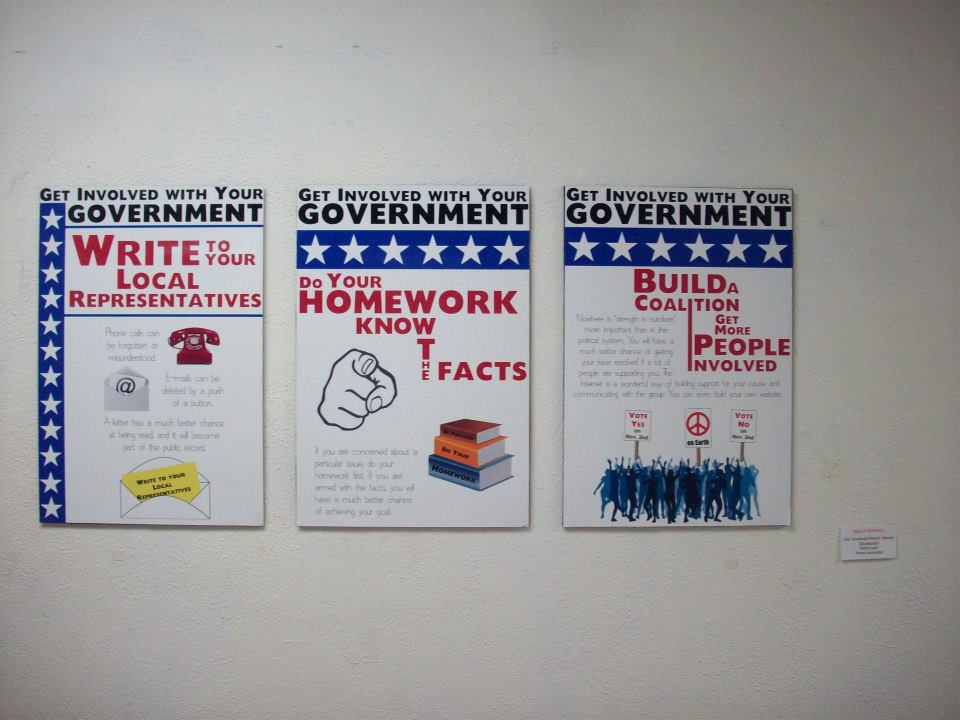 GET INVOLVED WITH YOUR
GOVERNMENT
WRITE TO YOUR
LOCAL
REPRESENTATIVES
Phone calls can
be forgotten or
misunderstood.
@
E-mails can be
deleted by a push
of a button.
A letter has a much better chance
at being read, and it will become
part of the public record.
WRITE TO YOUR
LOCAL
REPRESENTATIVES
GET INVOLVED WITH YOUR
GOVERNMENT
DO YOUR
HOMEWORK
KNOW
THE FACTS
If you are concerned about a
particular issue, do your
homework first. If you are
armed with the facts, you will
have a much better chance
of achieving your goal.
DO YOUR
HOMEWORK
GET INVOLVED WITH YOUR
GOVERNMENT
BUILD A
COALITION
GET
MORE
PEOPLE
INVOLVED
Nowhere is "strength in numbers"
more important than in the
political system. You will have a
much better chance of getting
your issue resolved if a lot of
people are supporting you. The
internet is a wonderful way of building support for your cause and
communicating with the group. You can even build your own website.
VOTE
YES
on
Nov. 2nd
on Earth
VOTE
No
on
Nov. 2nd